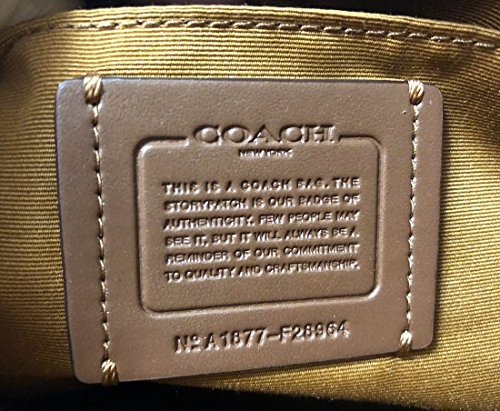 COACH
NEW YORK
THIS IS A COACH BAG. THE
STORYPATCH IS OUR BADGE OF
AUTHENTICITY. FEW PEOPLE MAY
SEE IT, BUT IT WILL ALWAYS BE A
REMINDER OF OUR COMMITMENT
TO QUALITY AND CRAFTSMANSHIP.
Nº A1877-F28964